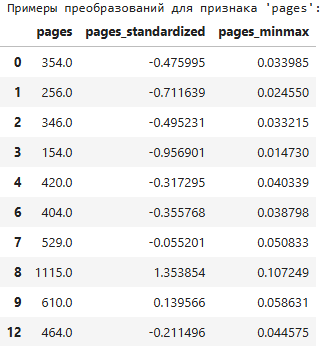 Примеры преобразований для признака 'pages':
pages pages_standardized pages_minmax
0 354.0 -0.475995 0.033985
1 256.0 -0.711639 0.024550
2 346.0 -0.495231 0.033215
3 154.0 -0.956901 0.014730
4 420.0 -0.317295 0.040339
6 404.0 -0.355768 0.038798
7 529.0 -0.055201 0.050833
8 1115.0 1.353854 0.107249
9 610.0 0.139566 0.058631
12 464.0 -0.211496 0.044575